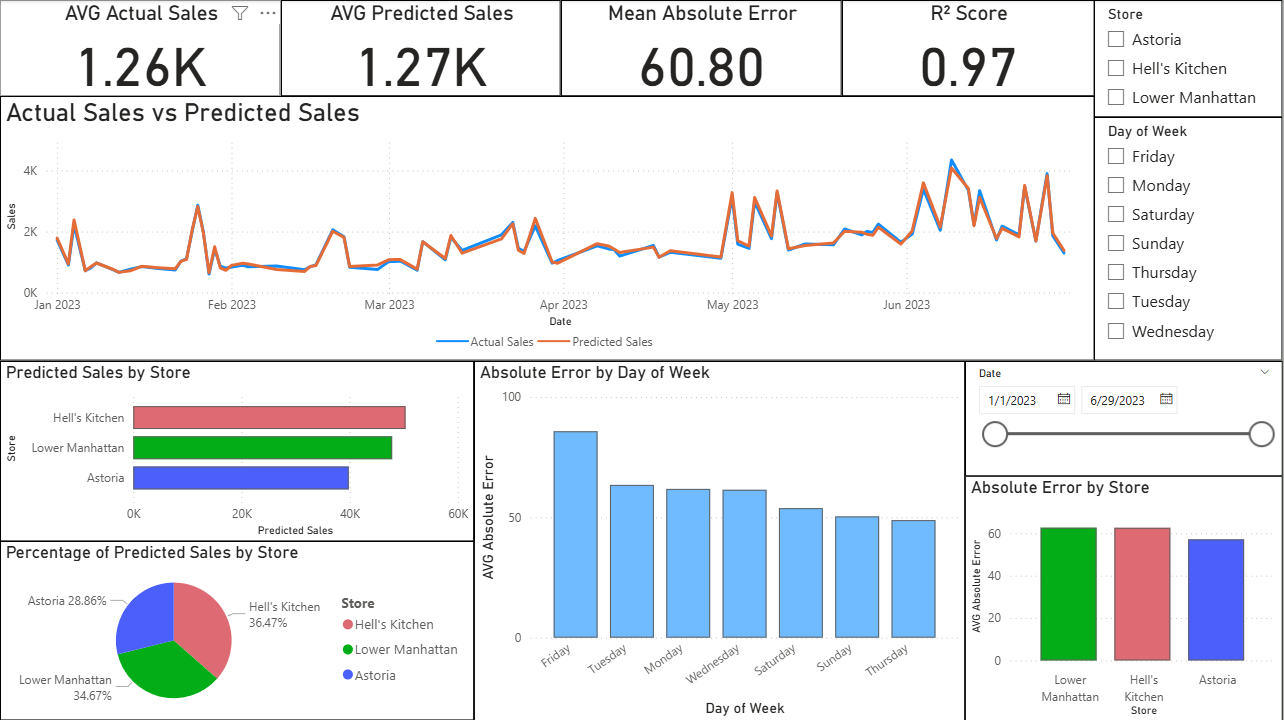 AVG Actual Sales
1.26K
AVG Predicted Sales
1.27K
Mean Absolute Error
60.80
R² Score
0.97
Store
Astoria
Hell's Kitchen
Lower Manhattan
Day of Week
Friday
Monday
Saturday
Sunday
Thursday
Tuesday
Wednesday
Actual Sales vs Predicted Sales
Sales
4K
2K
0K
Jan 2023
Feb 2023
Mar 2023
Apr 2023
May 2023
Jun 2023
Date
Actual Sales
Predicted Sales
Predicted Sales by Store
Store
Hell's Kitchen
Lower Manhattan
Astoria
0K
20K
40K
60K
Predicted Sales
Percentage of Predicted Sales by Store
Astoria 28.86%
Hell's Kitchen
36.47%
Lower Manhattan
34.67%
Store
Hell's Kitchen
Lower Manhattan
Astoria
Absolute Error by Day of Week
AVG Absolute Error
100
50
0
Friday
Tuesday
Monday
Wednesday
Saturday
Sunday
Thursday
Day of Week
Date
1/1/2023
6/29/2023
Absolute Error by Store
AVG Absolute Error
60
40
20
0
Lower
Manhattan
Hell's
Kitchen
Astoria
Store